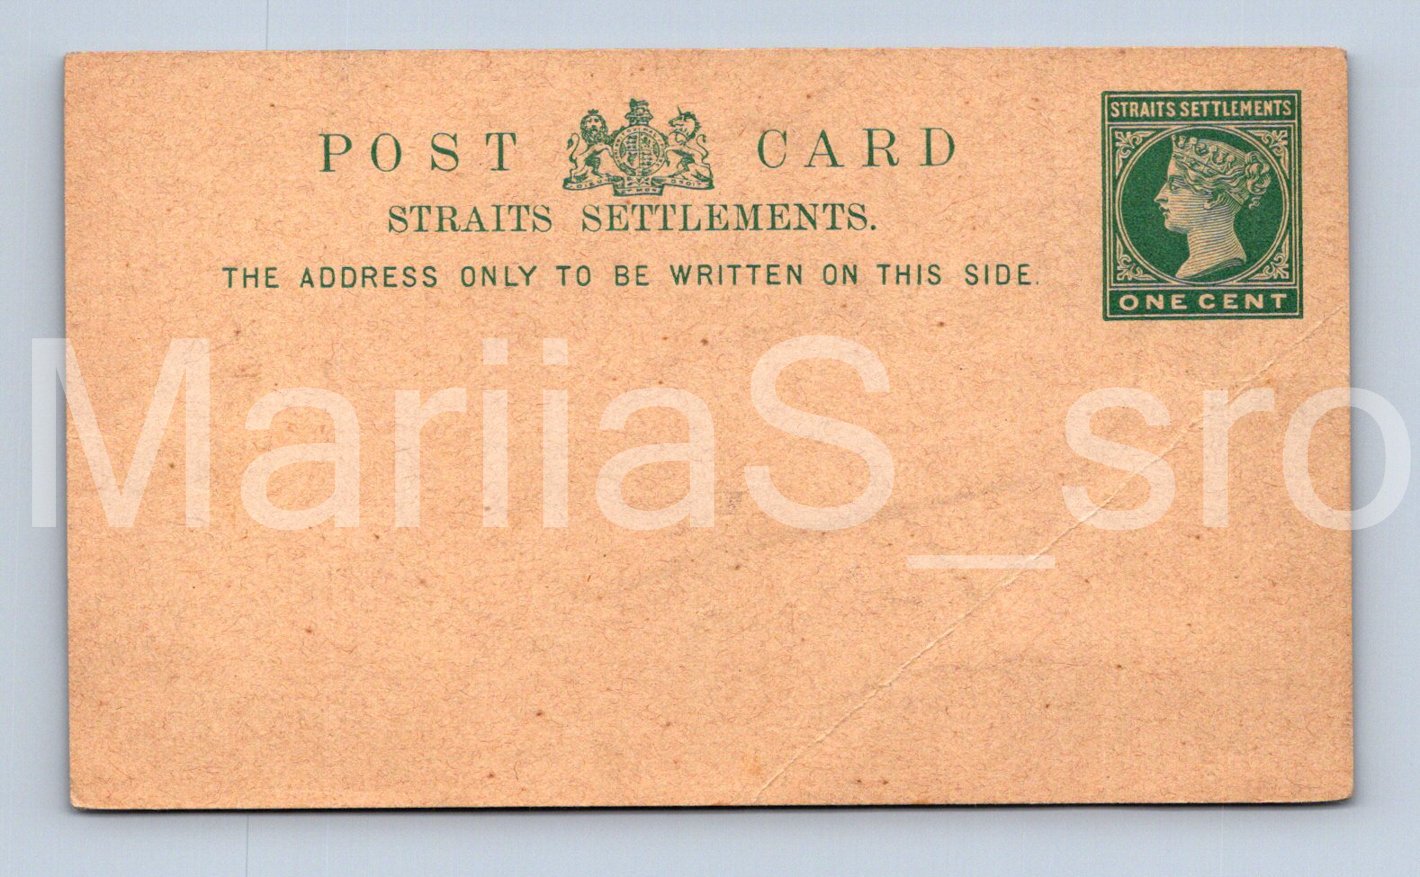 POST CARD
STRAITS SETTLEMENTS.
THE ADDRESS ONLY TO BE WRITTEN ON THIS SIDE.
STRAITS SETTLEMENTS
ONE CENT
MariiaS_sro